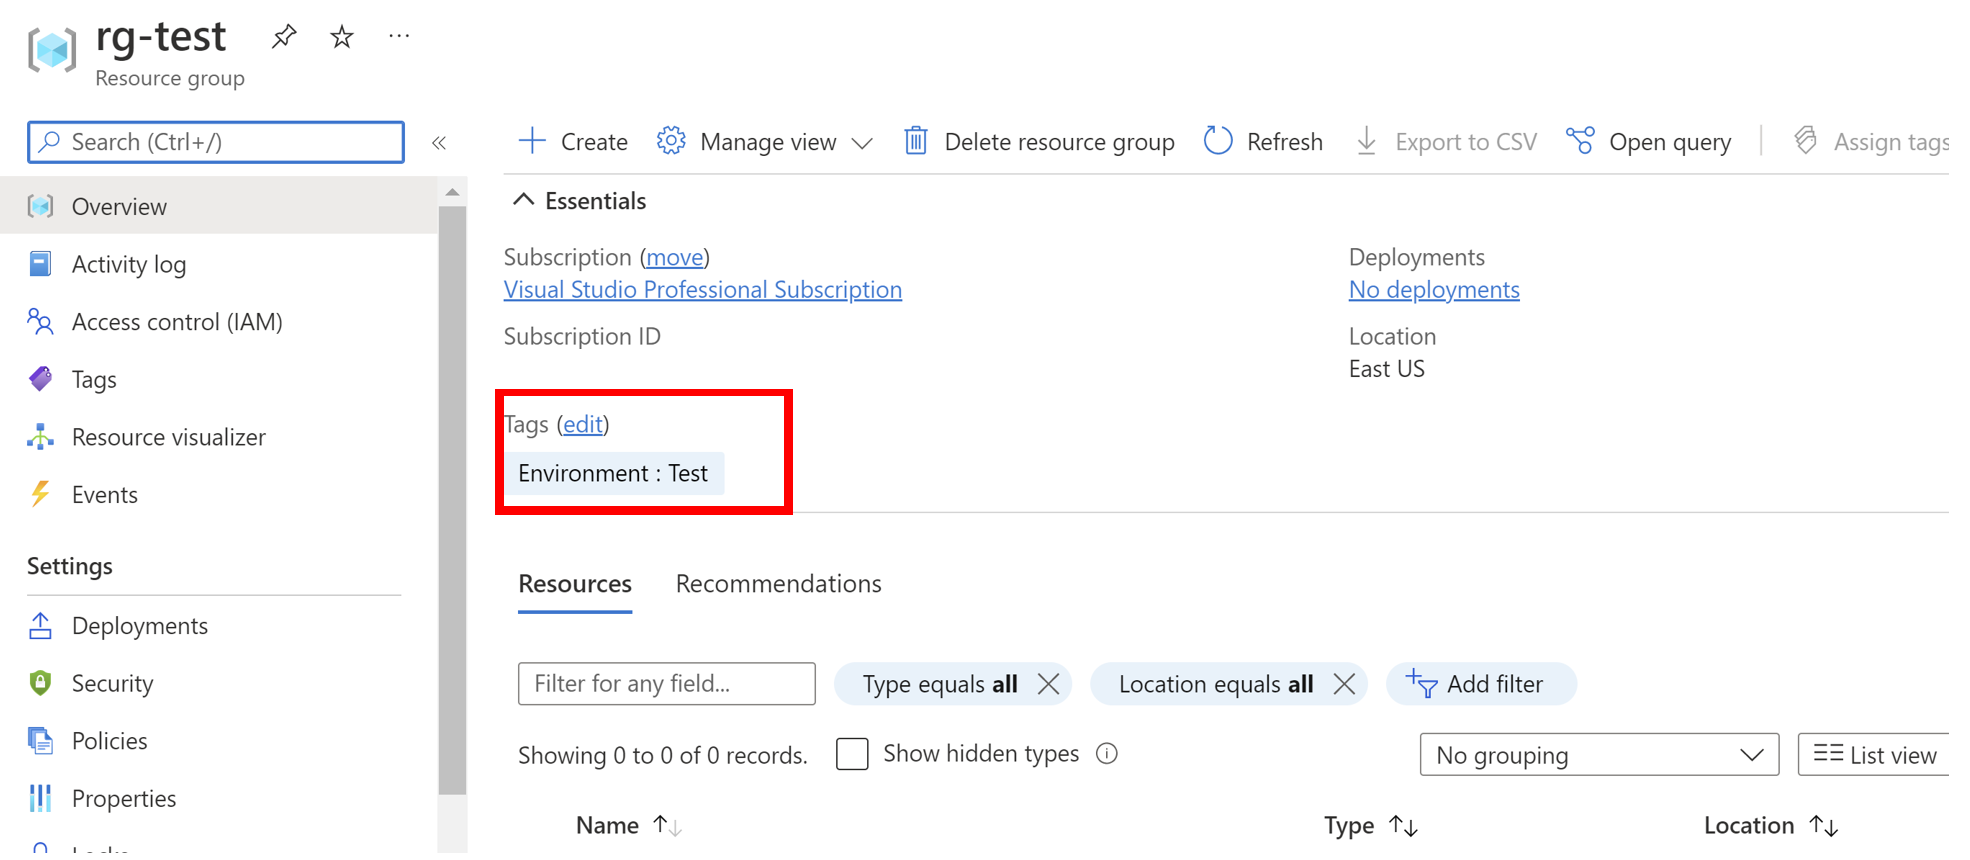 rg-test
Resource group
Search (Ctrl+/)
Overview
Activity log
Access control (IAM)
Tags
Resource visualizer
Events
Settings
Deployments
Security
Policies
Properties
Locks
Create Manage view Delete resource group Refresh Export to CSV Open query Assign tags
Essentials
Subscription (move)
Visual Studio Professional Subscription
Subscription ID
Deployments
No deployments
Location
East US
Tags (edit)
Environment : Test
Resources Recommendations
Filter for any field... Type equals all Location equals all Add filter
Showing 0 to 0 of 0 records. Show hidden types No grouping List view
Name Type Location